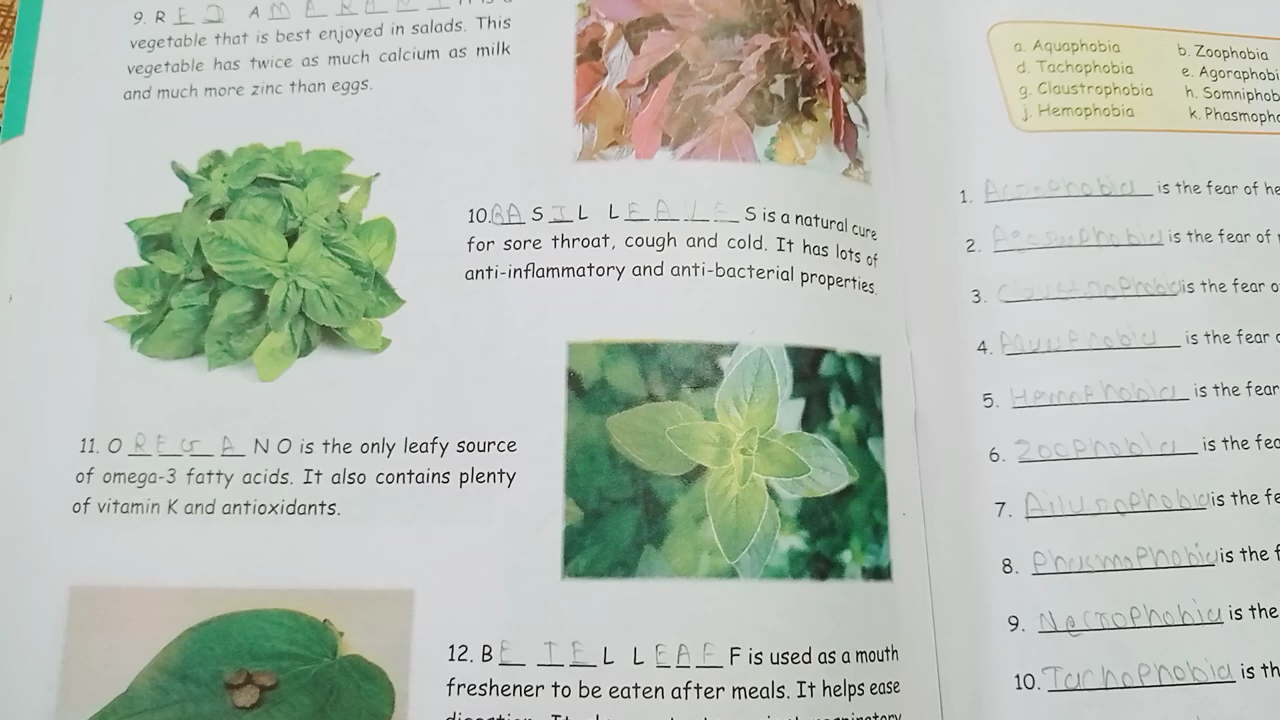 9. R E D A M A R A N T
vegetable that is best enjoyed in salads. This
vegetable has twice as much calcium as milk
and much more zinc than eggs.
10. BA S I L L E A V E S is a natural cure
for sore throat, cough and cold. It has lots of
anti-inflammatory and anti-bacterial properties.
11. O R E G A N O is the only leafy source
of omega-3 fatty acids. It also contains plenty
of vitamin K and antioxidants.
12. B E T E L L E A F F is used as a mouth
freshener to be eaten after meals. It helps ease
a. Aquaphobia b. Zoophobia
d. Tachophobia e. Agoraphobi
g. Claustrophobia h. Somniphob
j. Hemophobia k. Phasmopho
1. is the fear of he
2. is the fear of
3. is the fear o
4. is the fear
5. Hemophobia is the fear
6. Zoophobia is the fea
7. Ailurophobia is the fe
8. Phasmophobia is the f
9. Necrophobia is the
10. Tachophobia is th